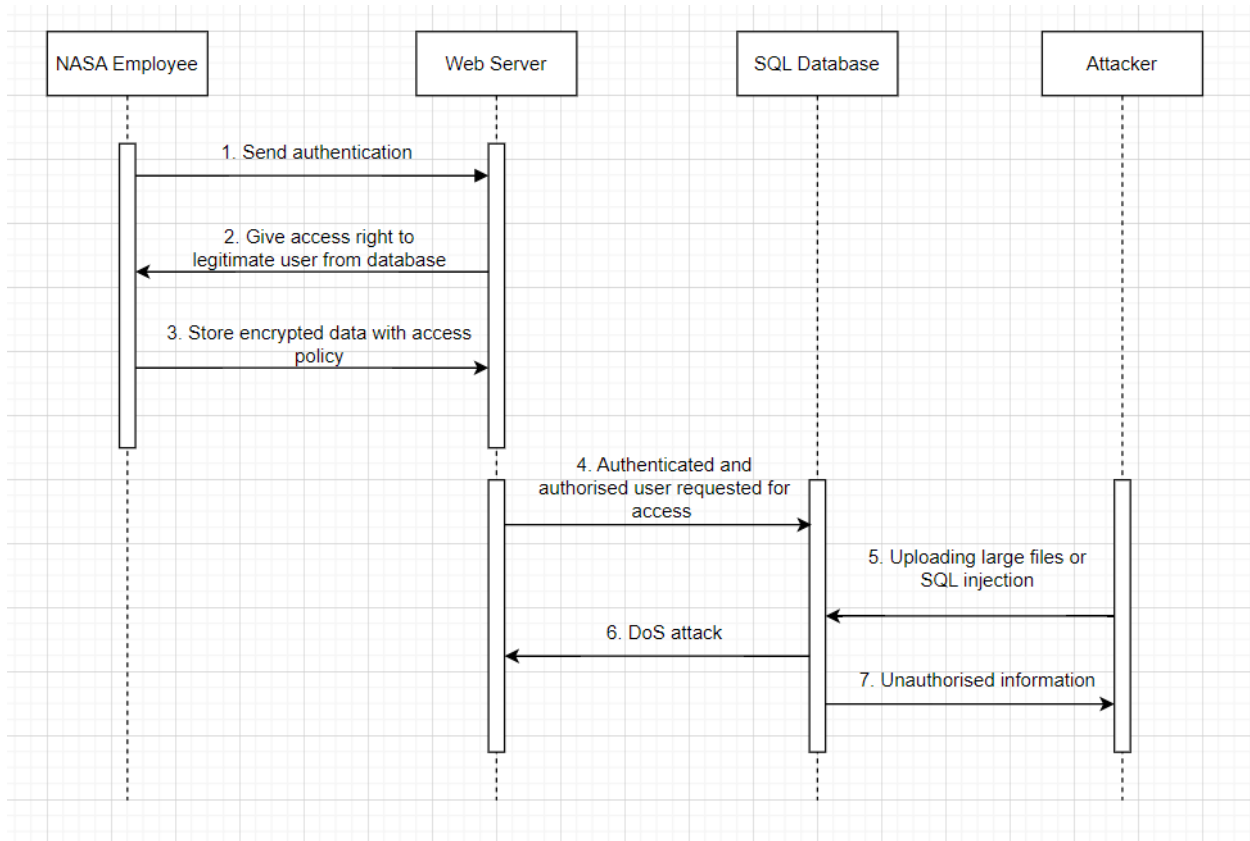 NASA Employee
Web Server
SQL Database
Attacker
1. Send authentication
2. Give access right to
legitimate user from database
3. Store encrypted data with access
policy
4. Authenticated and
authorised user requested for
access
5. Uploading large files or
SQL injection
6. DoS attack
7. Unauthorised information